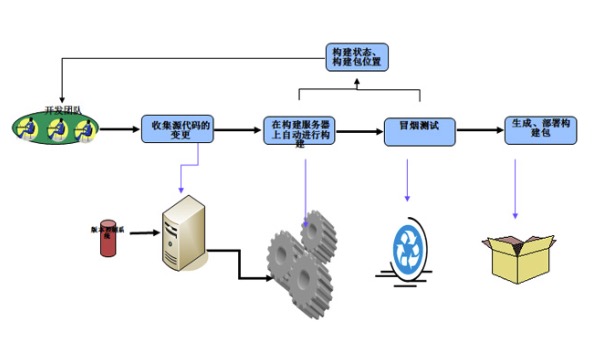 构建状态、
构建包位置
开发团队
收集源代码的
变更
在构建服务器
上自动进行构
建
冒烟测试
生成、部署构
建包
版本控制系
统